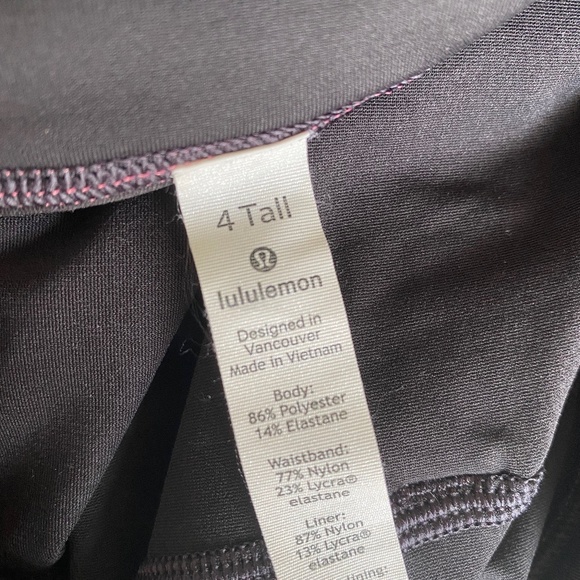 4 Tall
lululemon
Designed in
Vancouver
Made in Vietnam
Body:
86% Polyester
14% Elastane
Waistband:
77% Nylon
23% Lycra®
elastane
Liner:
87% Nylon
13% Lycra®
elastane
Lining: